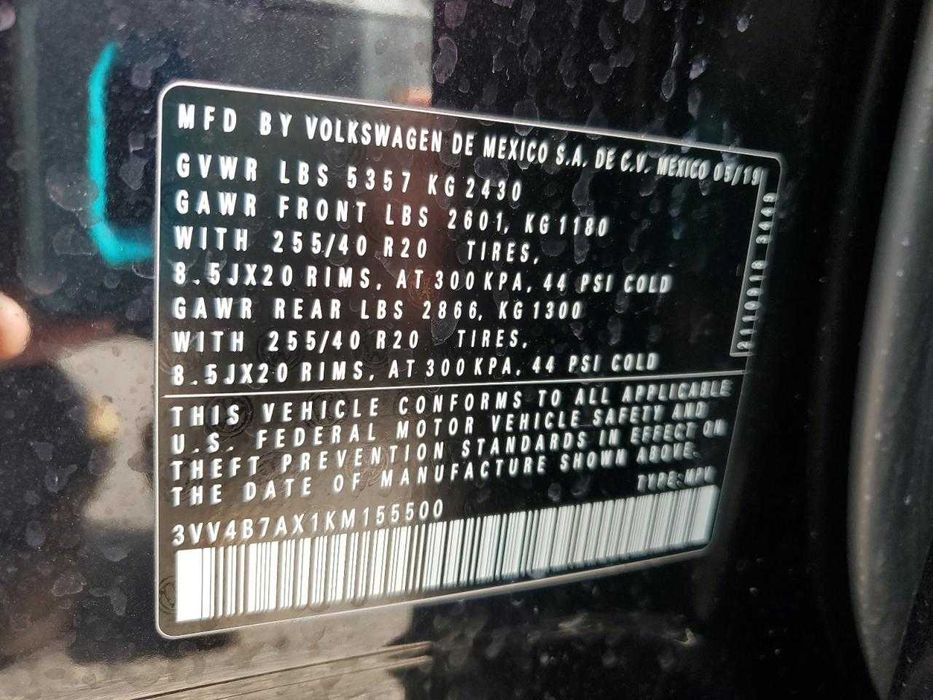 MFD BY VOLKSWAGEN DE MEXICO S.A. DE C.V. MEXICO 05/19
GVWR LBS 5357 KG 2430
GAWR FRONT LBS 2601, KG 1180
WITH 255/40 R20 TIRES,
8.5JX20 RIMS, AT 300 KPA, 44 PSI COLD
GAWR REAR LBS 2866, KG 1300
WITH 255/40 R20 TIRES,
8.5JX20 RIMS, AT 300 KPA, 44 PSI COLD
THIS VEHICLE CONFORMS TO ALL APPLICABLE
U.S. FEDERAL MOTOR VEHICLE SAFETY AND
THEFT PREVENTION STANDARDS IN EFFECT ON
THE DATE OF MANUFACTURE SHOWN ABOVE.
TYPE: MPV
3VV4B7AX1KM155500